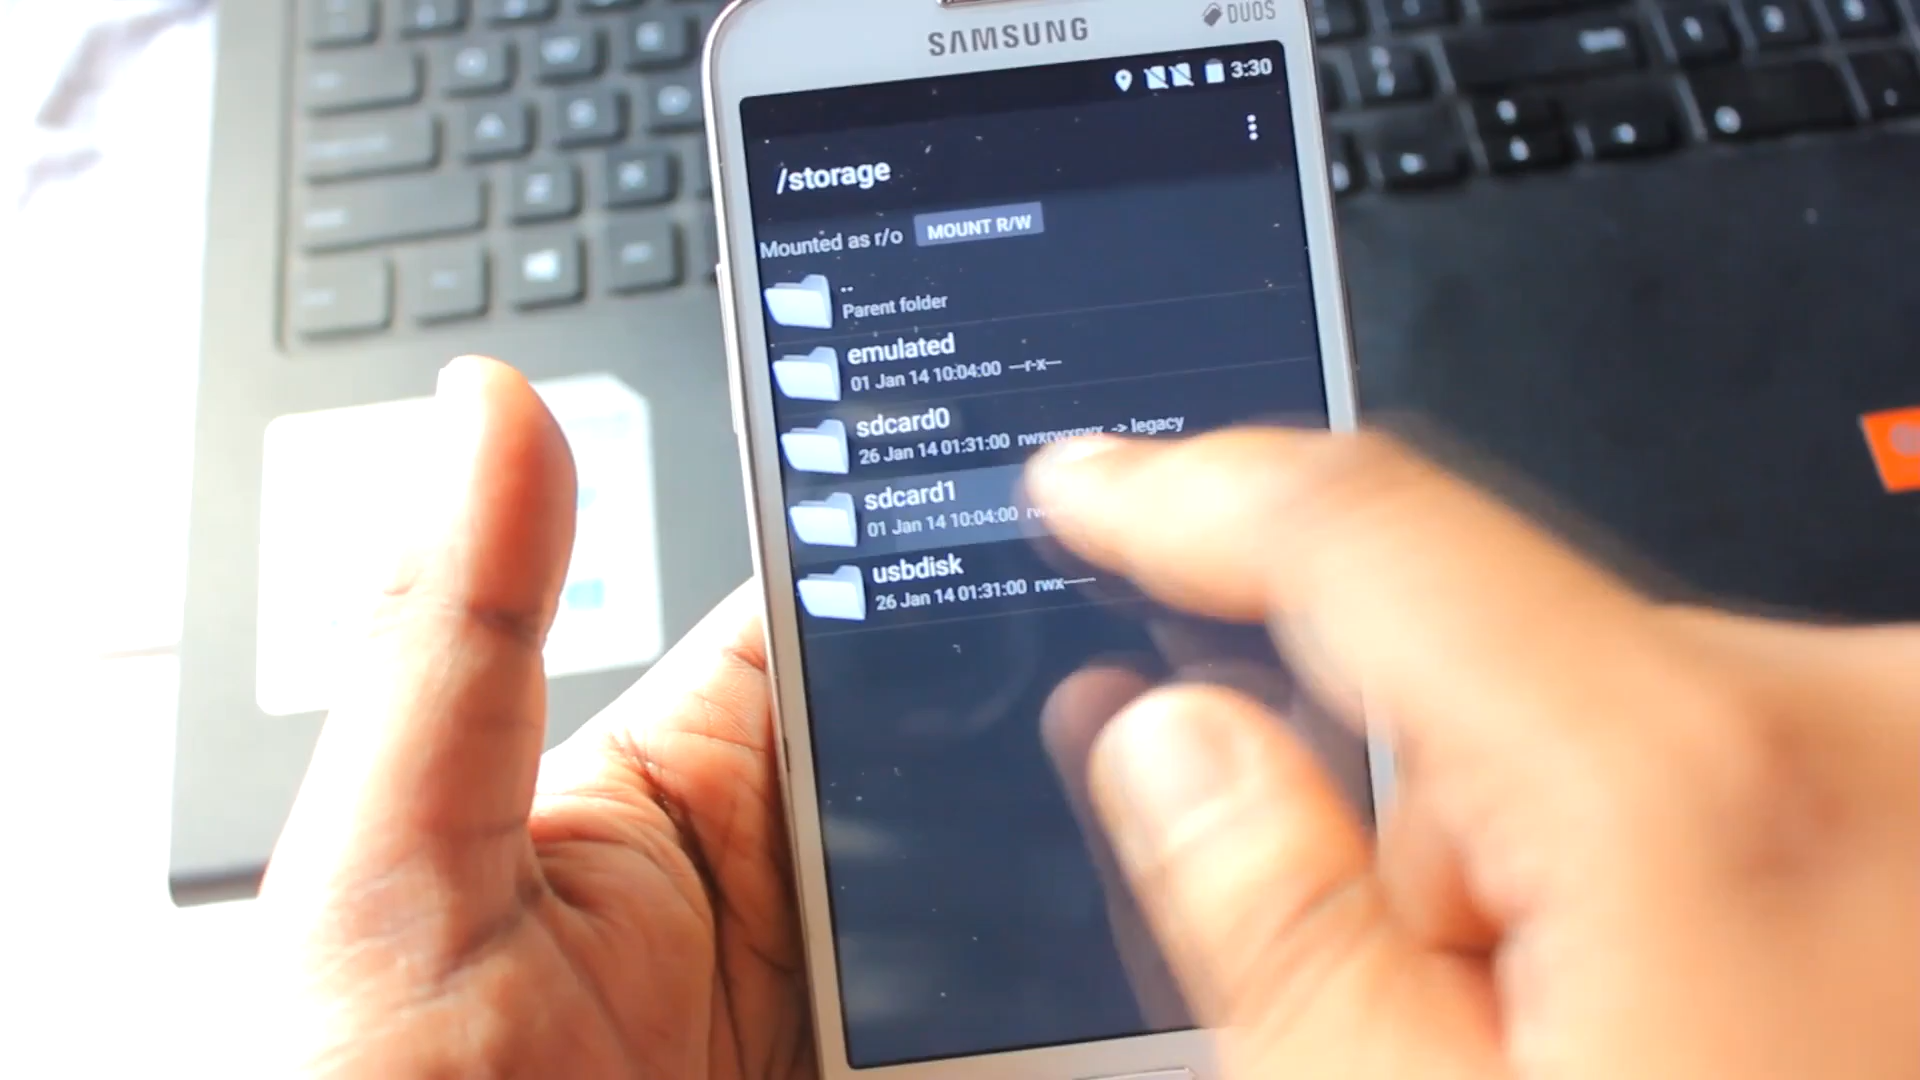 SAMSUNG
DUOS
3:30
/storage
Mounted as r/o MOUNT R/W
..
Parent folder
emulated
01 Jan 14 10:04:00 ---r-x---
sdcard0
26 Jan 14 01:31:00 rwxrwxrwx -> legacy
sdcard1
01 Jan 14 10:04:00
usbdisk
26 Jan 14 01:31:00 rwx------